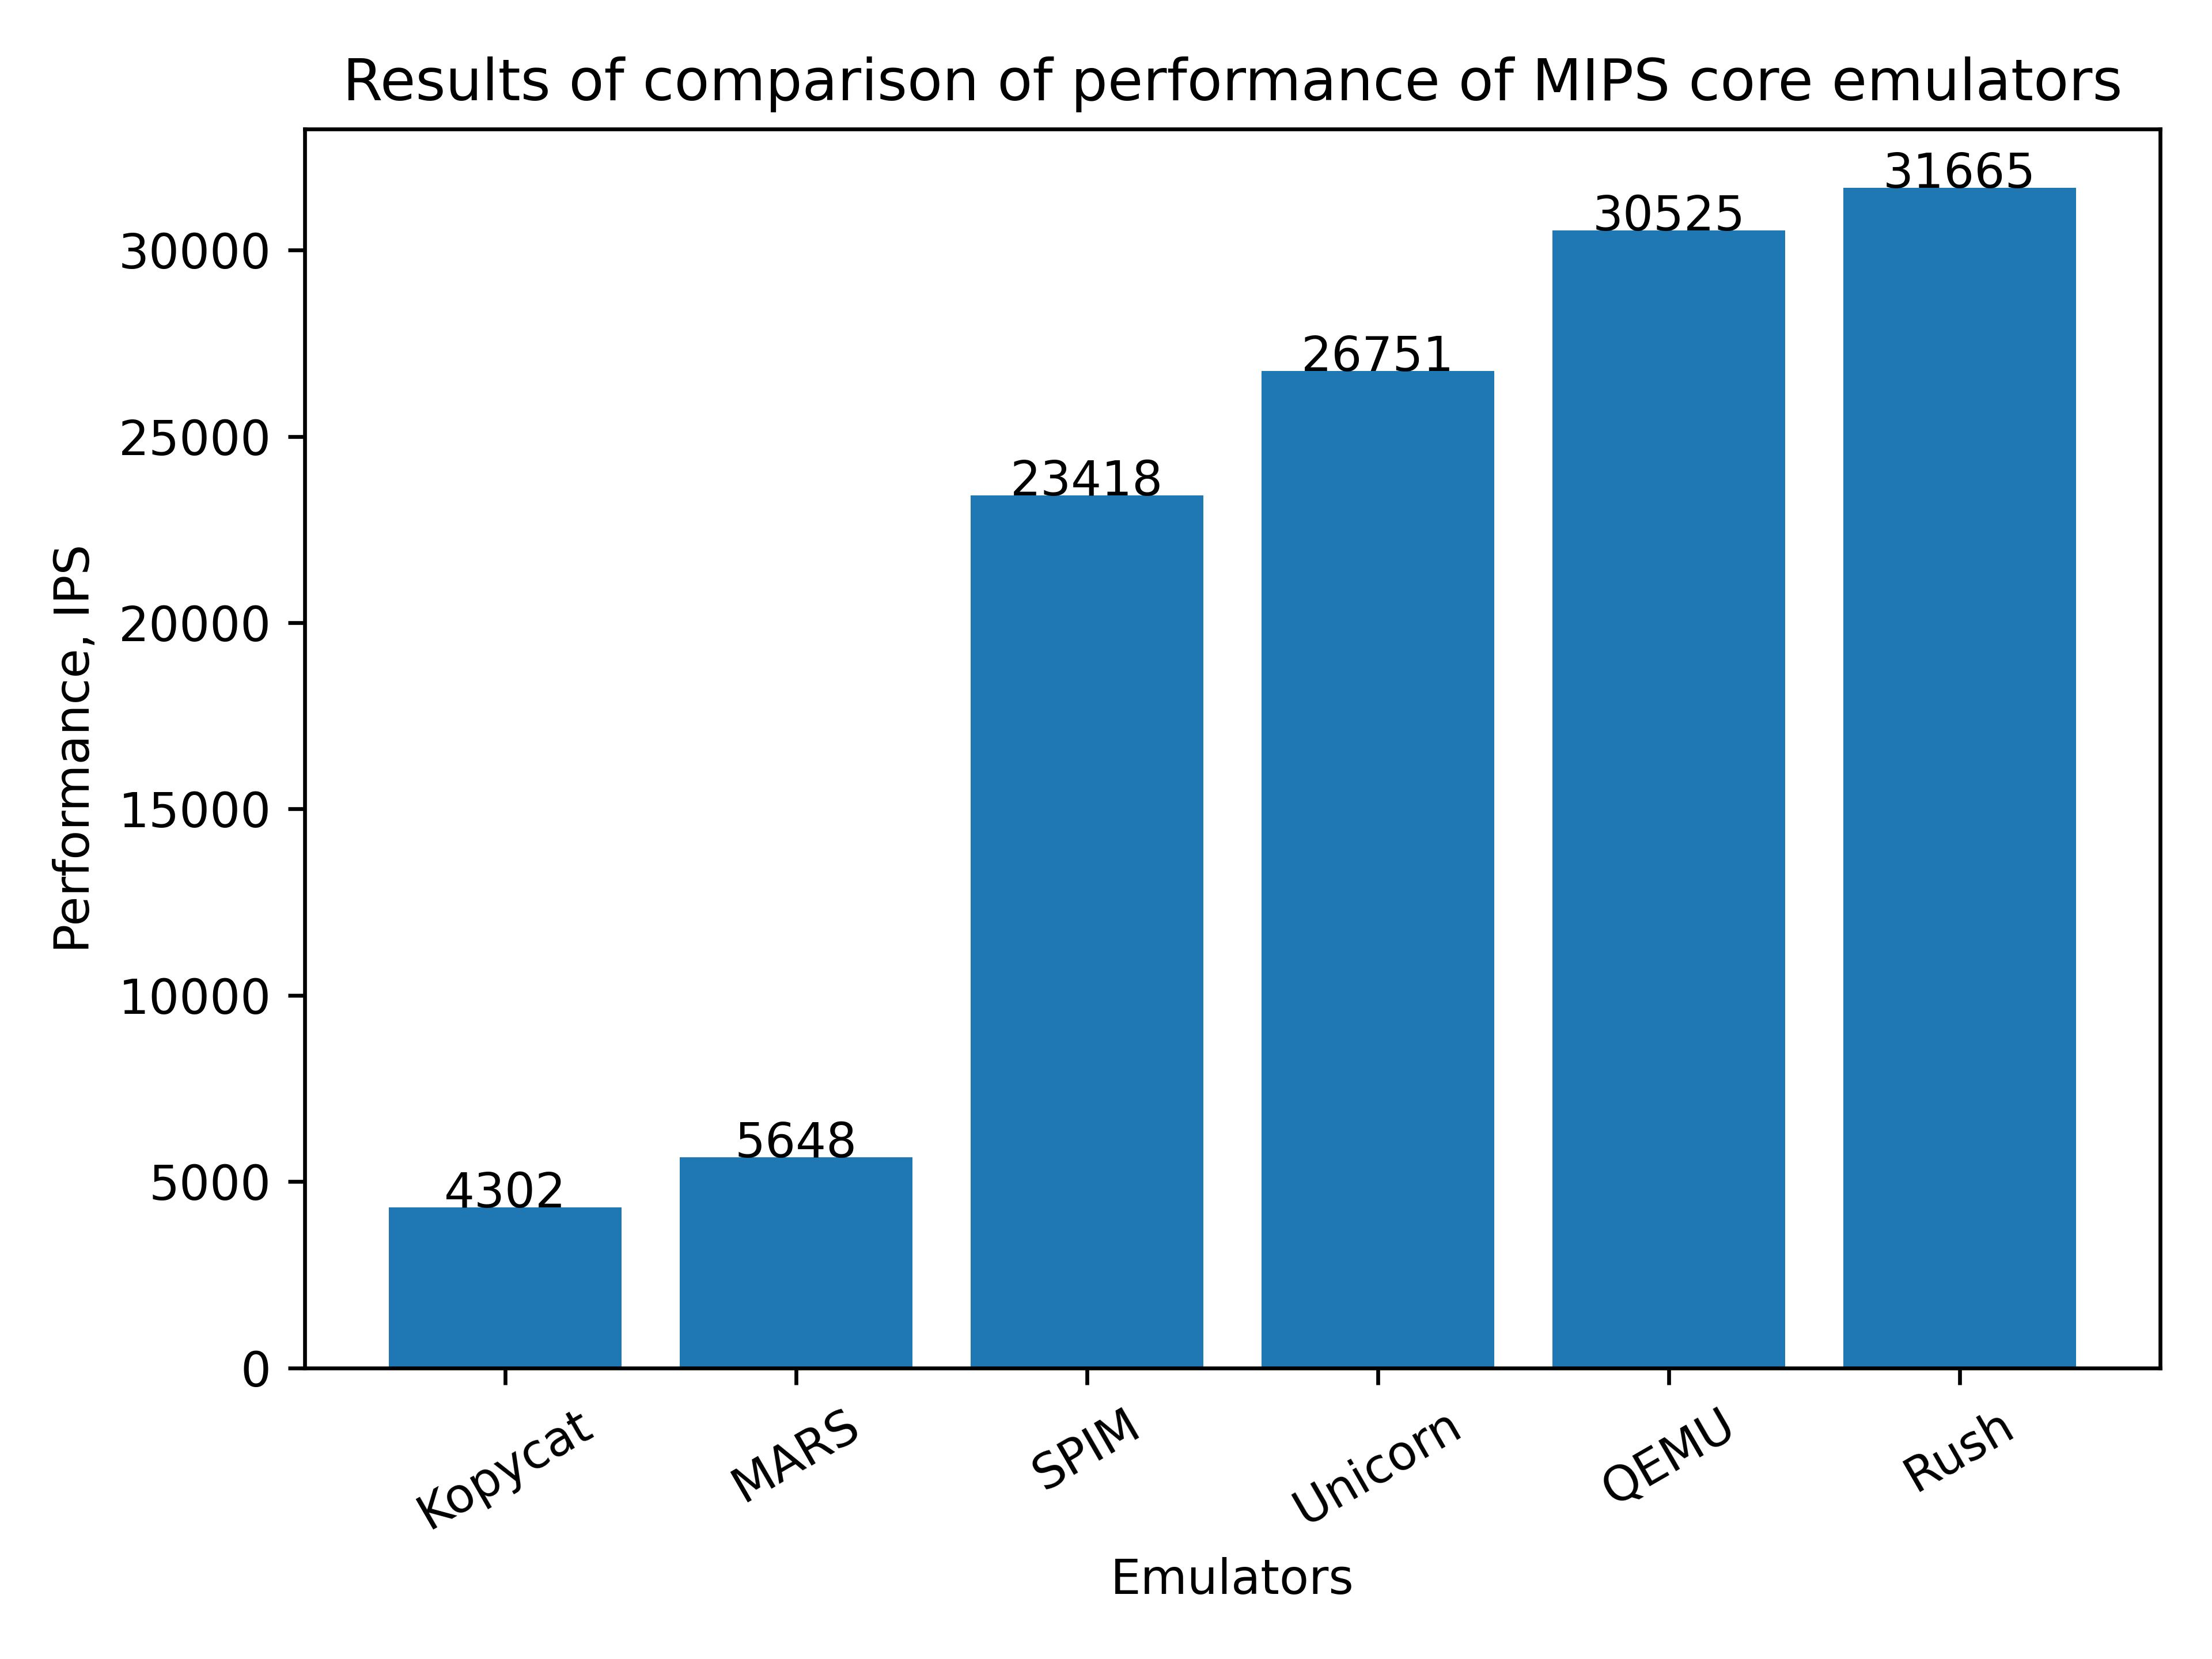 Results of comparison of performance of MIPS core emulators
31665
30525
26751
23418
5648
4302
30000
25000
20000
15000
10000
5000
0
Performance, IPS
Kopycat
MARS
SPIM
Unicorn
QEMU
Rush
Emulators